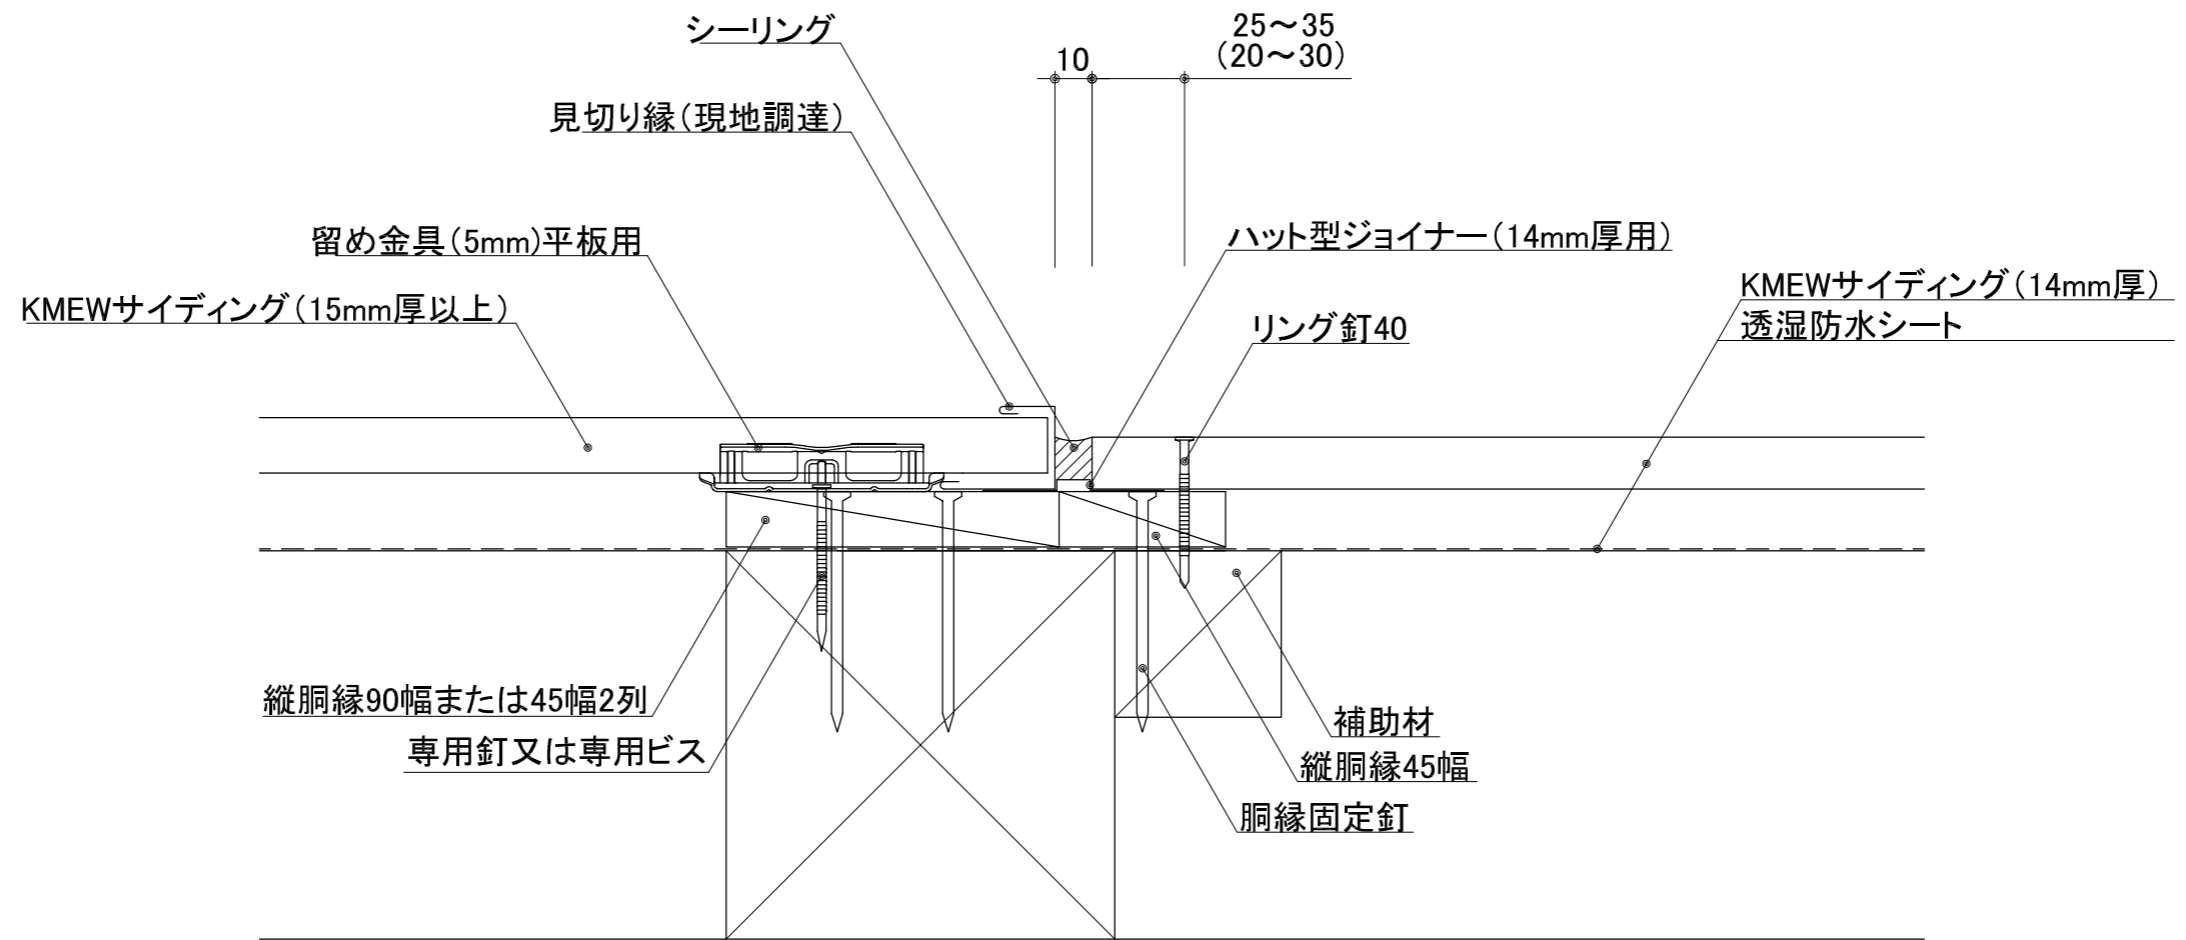 シーリング
25～35
(20～30)
10
見切り縁(現地調達)
留め金具(5mm)平板用
ハット型ジョイナー(14mm厚用)
KMEWサイディング(15mm厚以上)
KMEWサイディング(14mm厚)
透湿防水シート
リング釘40
縦胴縁90幅または45幅2列
専用釘又は専用ビス
補助材
縦胴縁45幅
胴縁固定釘